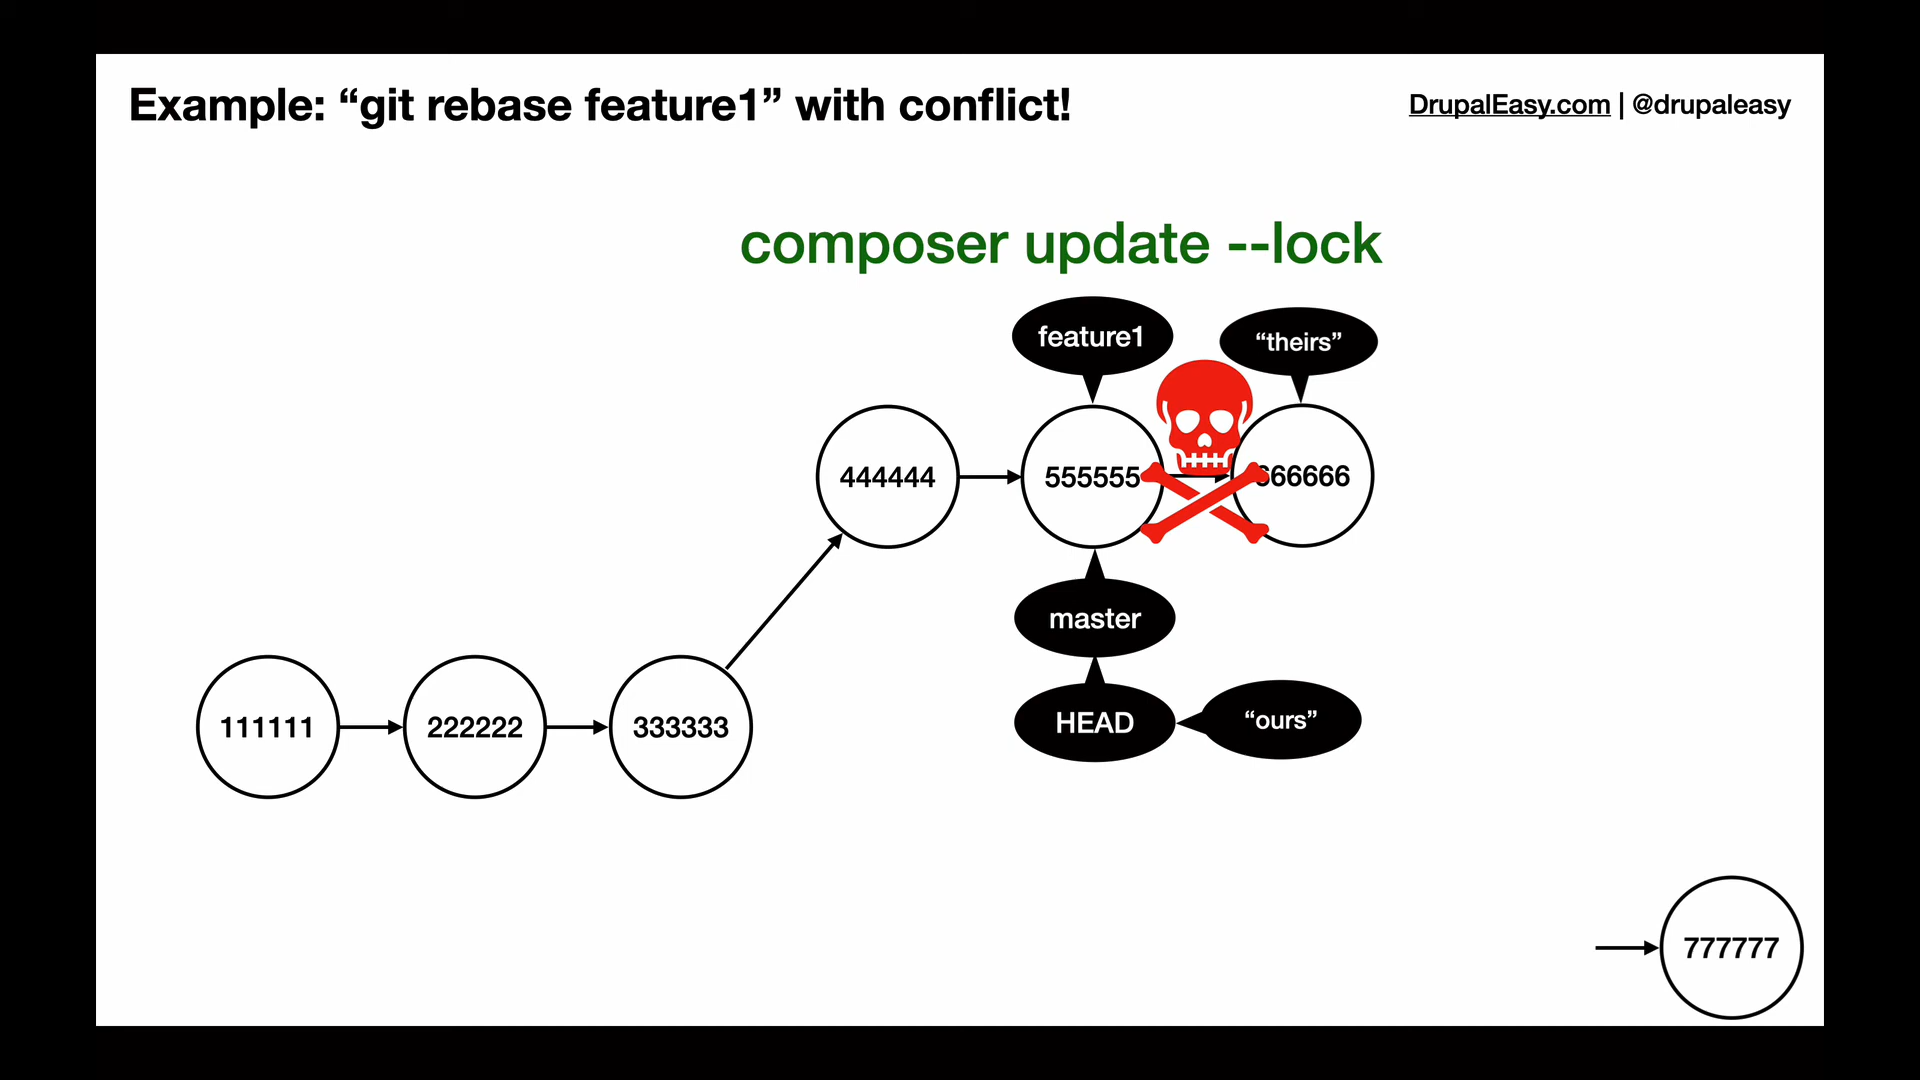 Example: “git rebase feature1” with conflict!
DrupalEasy.com | @drupaleasy
composer update --lock
feature1
“theirs”
444444
555555
666666
master
111111
222222
333333
HEAD
“ours”
777777